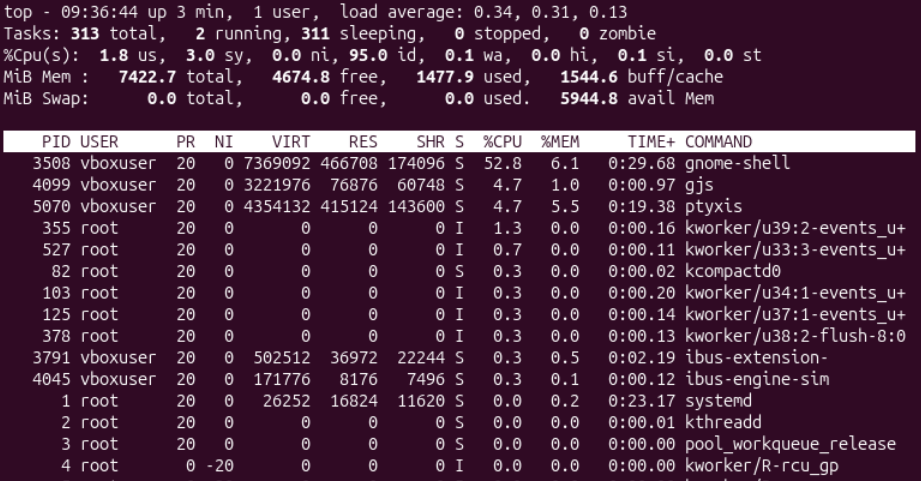 top - 09:36:44 up 3 min,  1 user,  load average: 0.34, 0.31, 0.13
Tasks: 313 total,   2 running, 311 sleeping,   0 stopped,   0 zombie
%Cpu(s):  1.8 us,  3.0 sy,  0.0 ni, 95.0 id,  0.1 wa,  0.0 hi,  0.1 si,  0.0 st
MiB Mem :   7422.7 total,   4674.8 free,   1477.9 used,   1544.6 buff/cache
MiB Swap:      0.0 total,      0.0 free,      0.0 used.   5944.8 avail Mem
    PID USER      PR  NI    VIRT    RES    SHR S  %CPU  %MEM     TIME+ COMMAND
   3508 vboxuser  20   0 7369092 466708 174096 S  52.8   6.1   0:29.68 gnome-shell
   4099 vboxuser  20   0 3221976  76876  60748 S   4.7   1.0   0:00.97 gjs
   5070 vboxuser  20   0 4354132 415124 143600 S   4.7   5.5   0:19.38 ptyxis
    355 root      20   0       0      0      0 I   1.3   0.0   0:00.16 kworker/u39:2-events_u+
    527 root      20   0       0      0      0 I   0.7   0.0   0:00.11 kworker/u33:3-events_u+
     82 root      20   0       0      0      0 S   0.3   0.0   0:00.02 kcompactd0
    103 root      20   0       0      0      0 I   0.3   0.0   0:00.20 kworker/u34:1-events_u+
    125 root      20   0       0      0      0 I   0.3   0.0   0:00.14 kworker/u37:1-events_u+
    378 root      20   0       0      0      0 I   0.3   0.0   0:00.13 kworker/u38:2-flush-8:0
   3791 vboxuser  20   0  502512  36972  22244 S   0.3   0.5   0:02.19 ibus-extension-
   4045 vboxuser  20   0  171776   8176   7496 S   0.3   0.1   0:00.12 ibus-engine-sim
      1 root      20   0   26252  16824  11620 S   0.0   0.2   0:23.17 systemd
      2 root      20   0       0      0      0 S   0.0   0.0   0:00.01 kthreadd
      3 root      20   0       0      0      0 S   0.0   0.0   0:00.00 pool_workqueue_release
      4 root       0 -20       0      0      0 I   0.0   0.0   0:00.00 kworker/R-rcu_gp